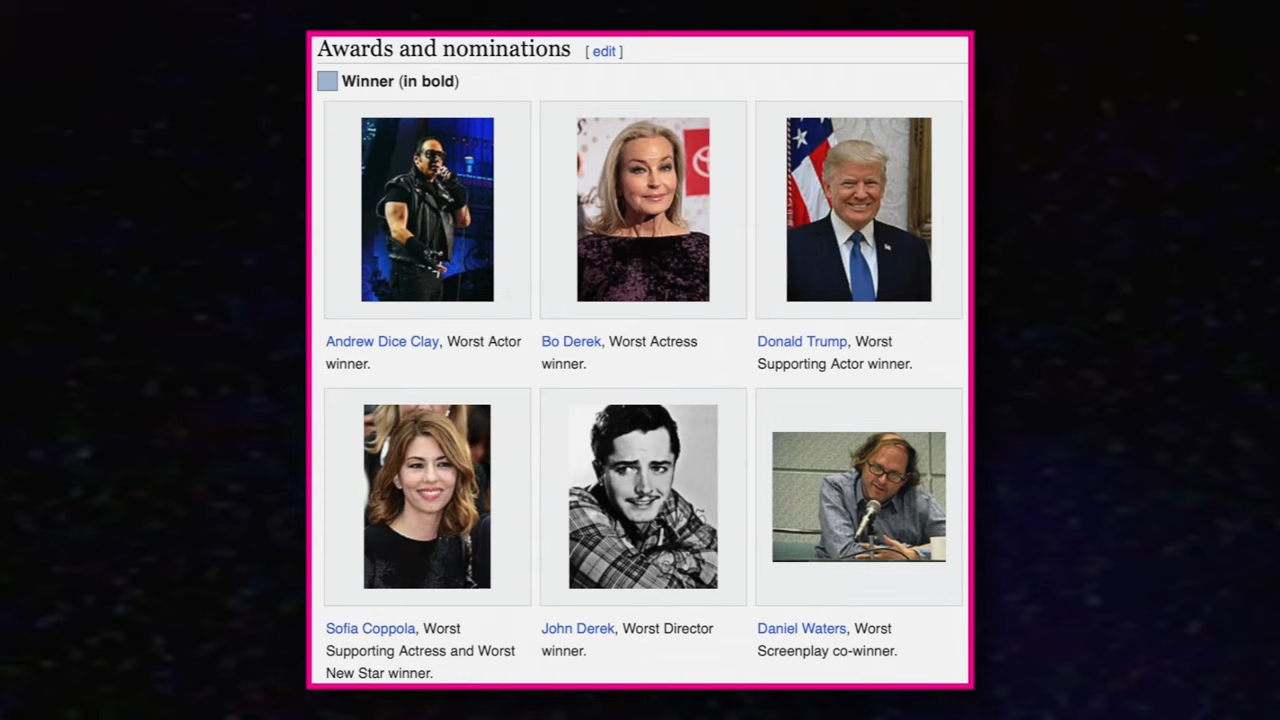 Awards and nominations [ edit ]
Winner (in bold)
Andrew Dice Clay, Worst Actor
winner.
Bo Derek, Worst Actress
winner.
Donald Trump, Worst
Supporting Actor winner.
Sofia Coppola, Worst
Supporting Actress and Worst
New Star winner.
John Derek, Worst Director
winner.
Daniel Waters, Worst
Screenplay co-winner.